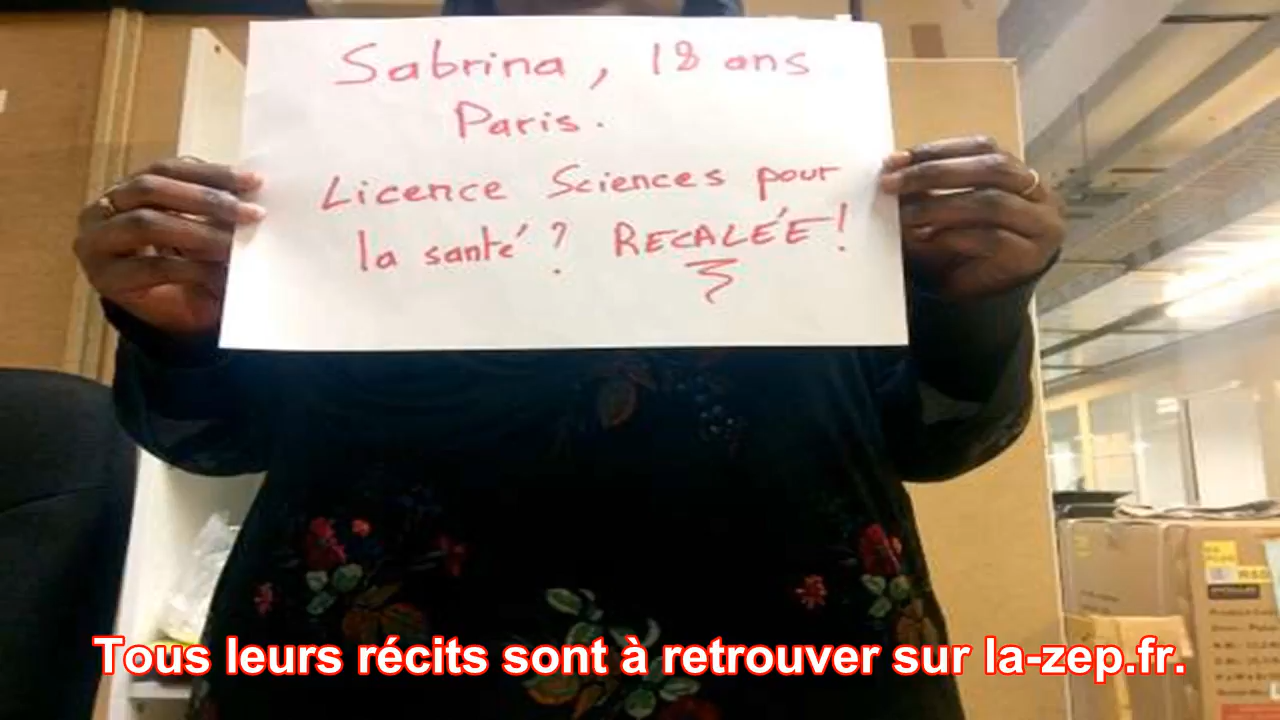 Sabrina, 18 ans
Paris.
Licence Sciences pour
la santé ? RECALÉE !
Tous leurs récits sont à retrouver sur la-zep.fr.